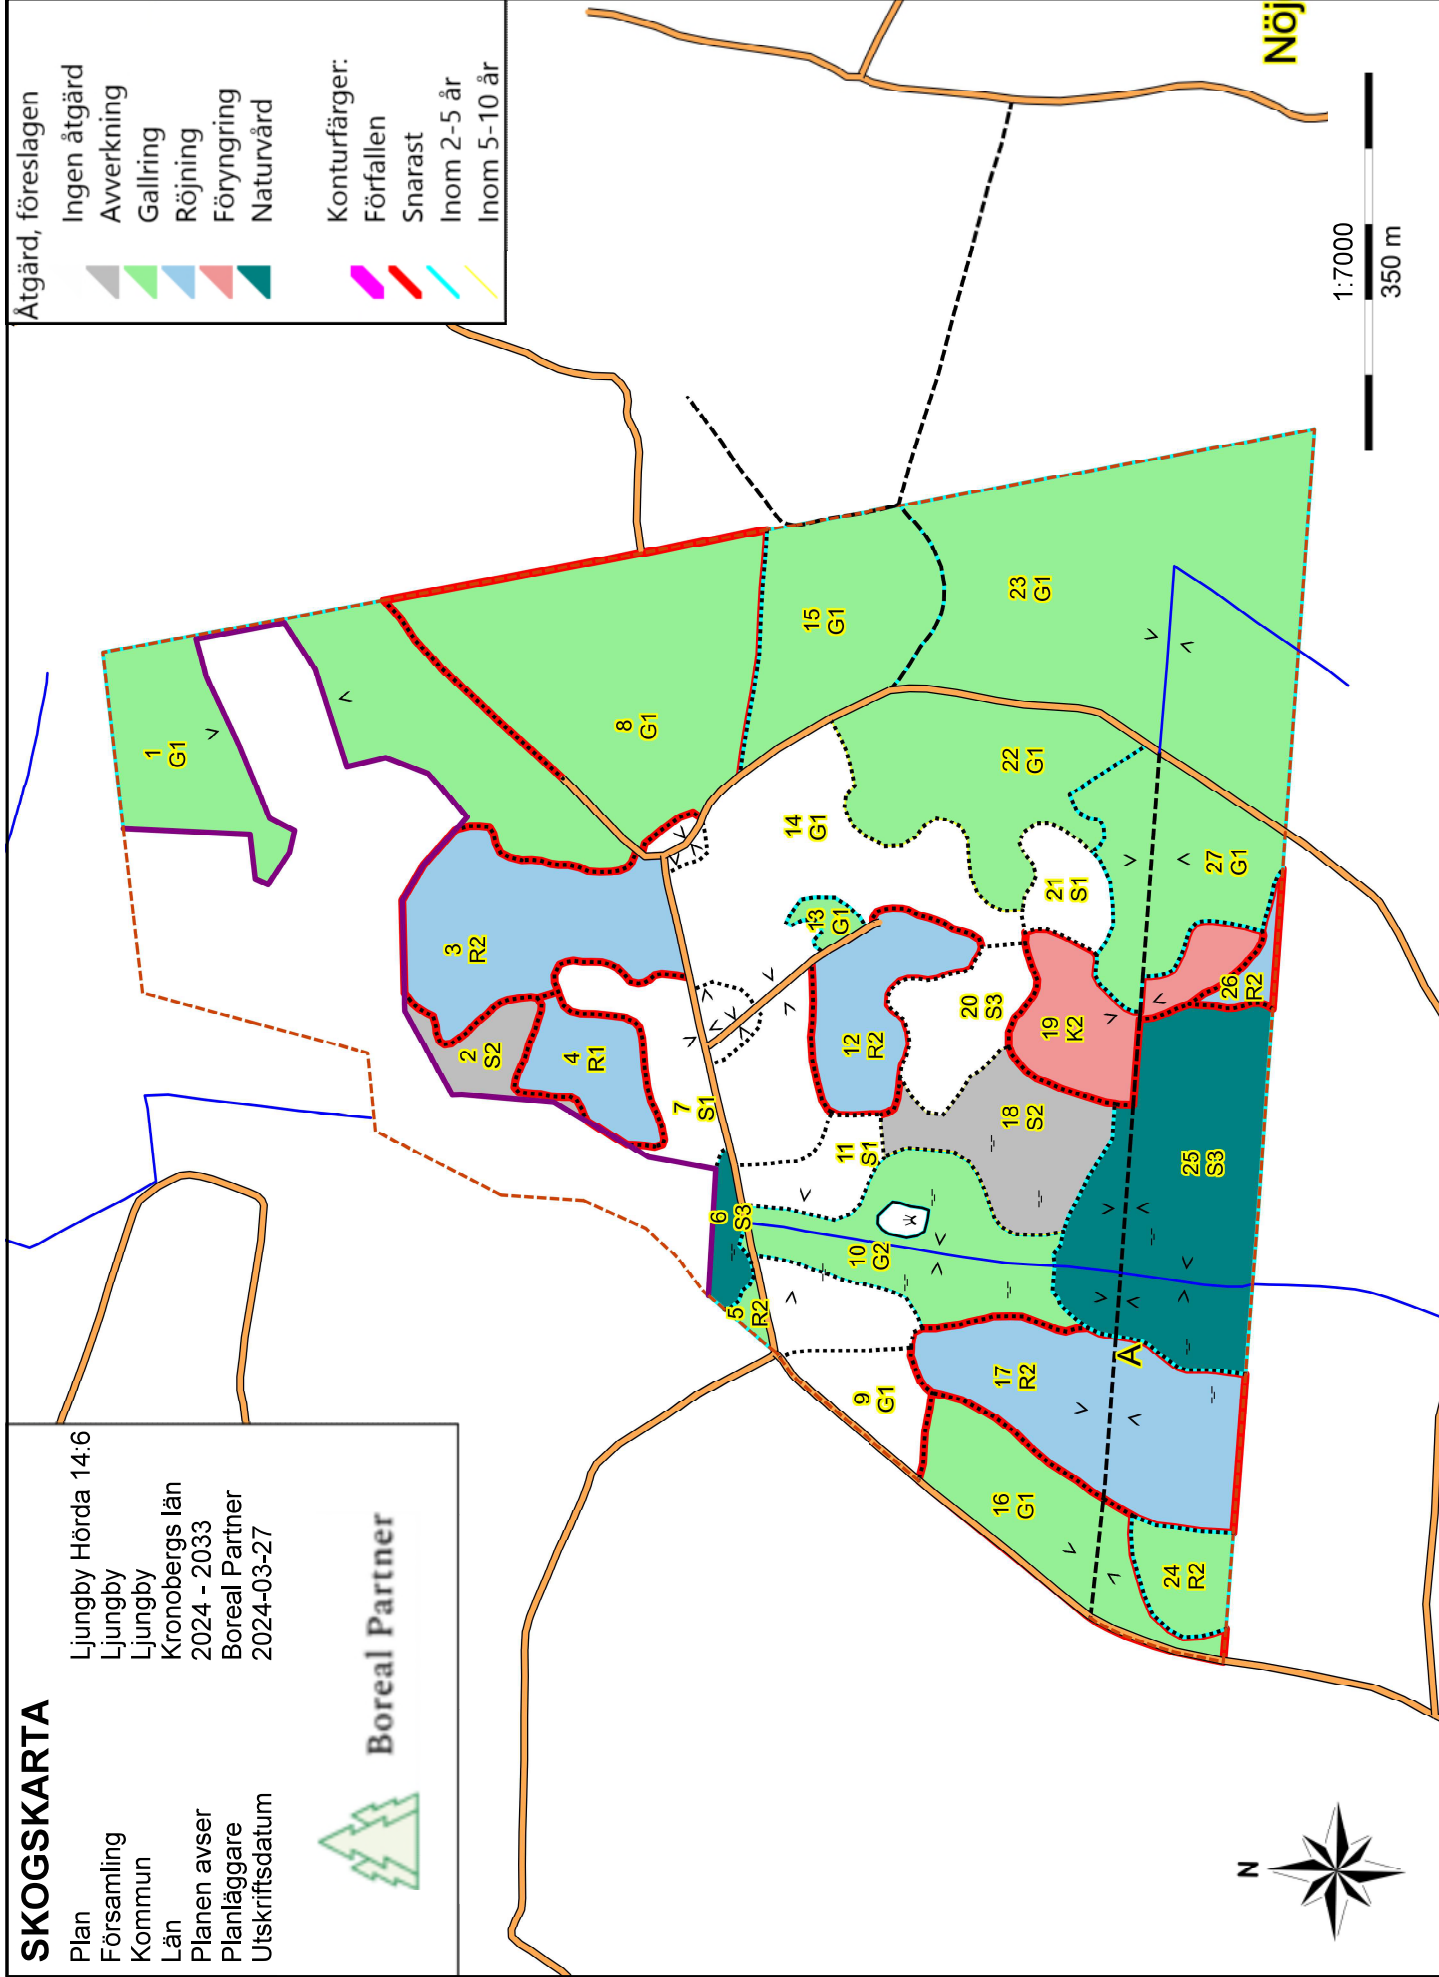 SKOGSKARTA
Plan Ljungby Hörda 14:6
Församling Ljungby
Kommun Ljungby
Län Kronobergs län
Planen avser 2024 - 2033
Planläggare Boreal Partner
Utskriftsdatum 2024-03-27
Boreal Partner
Åtgärd, föreslagen
Ingen åtgärd
Avverkning
Gallring
Röjning
Föryngring
Naturvård
Konturfärger:
Förfallen
Snarast
Inom 2-5 år
Inom 5-10 år
1
G1
2
S2
3
R2
4
R1
5
R2
6
S3
7
S1
8
G1
9
G1
10
G2
11
S1
12
R2
13
G1
14
G1
15
G1
16
G1
17
R2
18
S2
19
K2
20
S3
21
S1
22
G1
23
G1
24
R2
25
S3
26
R2
27
G1
A
N
1:7000
350 m
Nöj